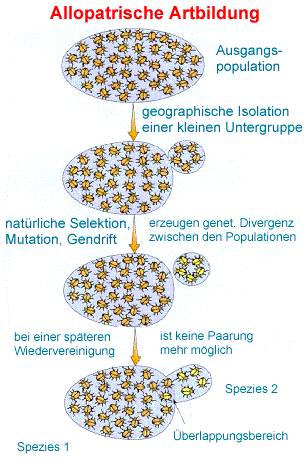 Allopatrische Artbildung
Ausgangs-
population
geographische Isolation
einer kleinen Untergruppe
natürliche Selektion,
Mutation, Gendrift
erzeugen genet. Divergenz
zwischen den Populationen
bei einer späteren
Wiedervereinigung
ist keine Paarung
mehr möglich
Spezies 2
Überlappungsbereich
Spezies 1